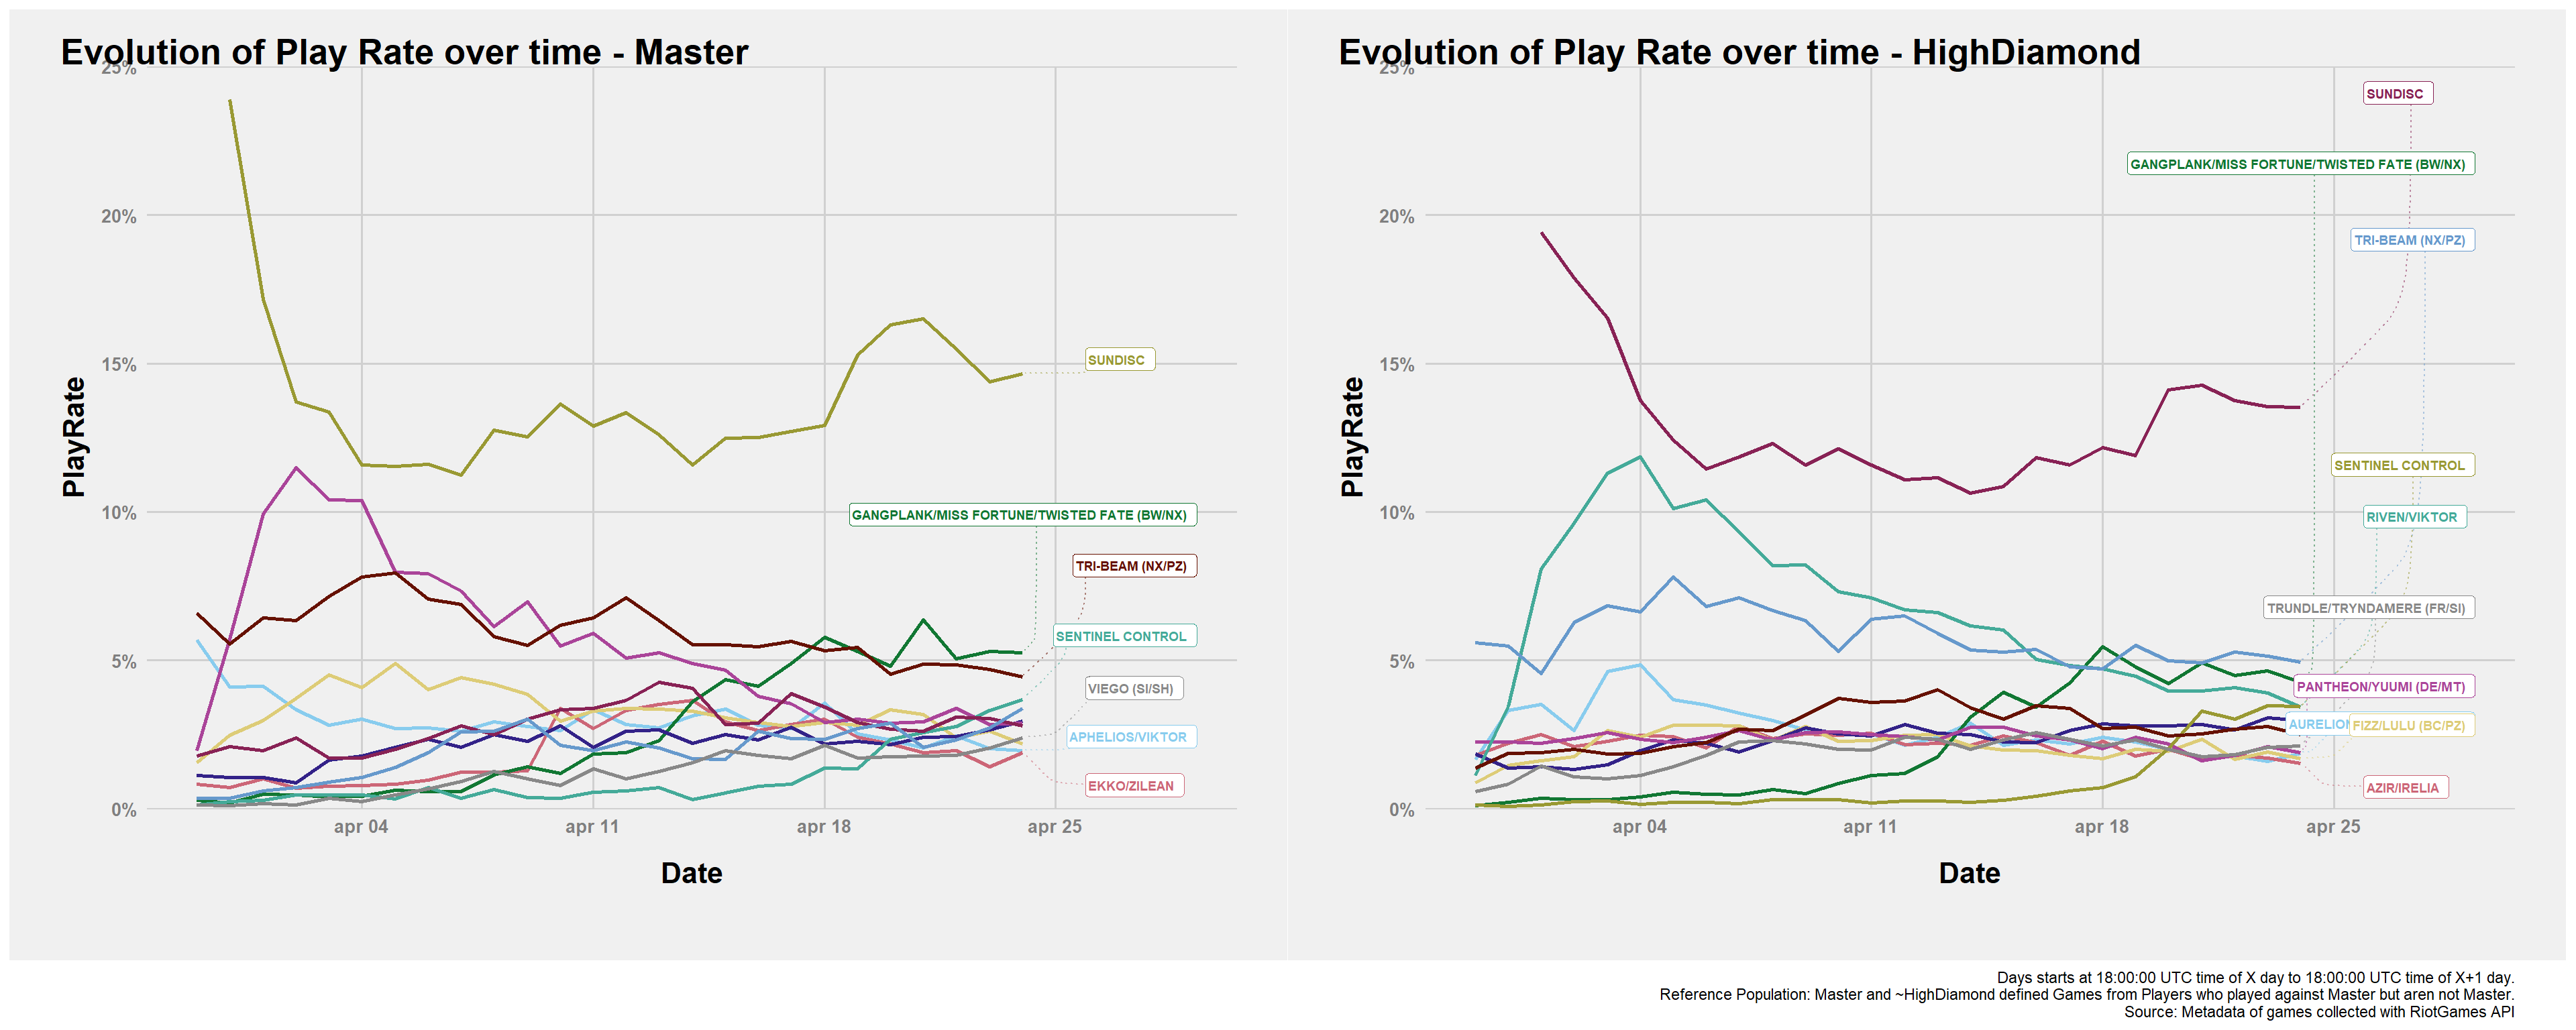 Evolution of Play Rate over time - Master
25%
20%
15%
10%
5%
0%
PlayRate
SUNDISC
GANGPLANK/MISS FORTUNE/TWISTED FATE (BW/NX)
TRI-BEAM (NX/PZ)
SENTINEL CONTROL
VIEGO (SI/SH)
APHELIOS/VIKTOR
EKKO/ZILEAN
apr 04
apr 11
apr 18
apr 25
Date
Evolution of Play Rate over time - HighDiamond
25%
20%
15%
10%
5%
0%
PlayRate
SUNDISC
GANGPLANK/MISS FORTUNE/TWISTED FATE (BW/NX)
TRI-BEAM (NX/PZ)
SENTINEL CONTROL
RIVEN/VIKTOR
TRUNDLE/TRYNDAMERE (FR/SI)
PANTHEON/YUUMI (DE/MT)
AURELION
FIZZ/LULU (BC/PZ)
AZIR/IRELIA
apr 04
apr 11
apr 18
apr 25
Date
Days starts at 18:00:00 UTC time of X day to 18:00:00 UTC time of X+1 day.
Reference Population: Master and ~HighDiamond defined Games from Players who played against Master but aren not Master.
Source: Metadata of games collected with RiotGames API